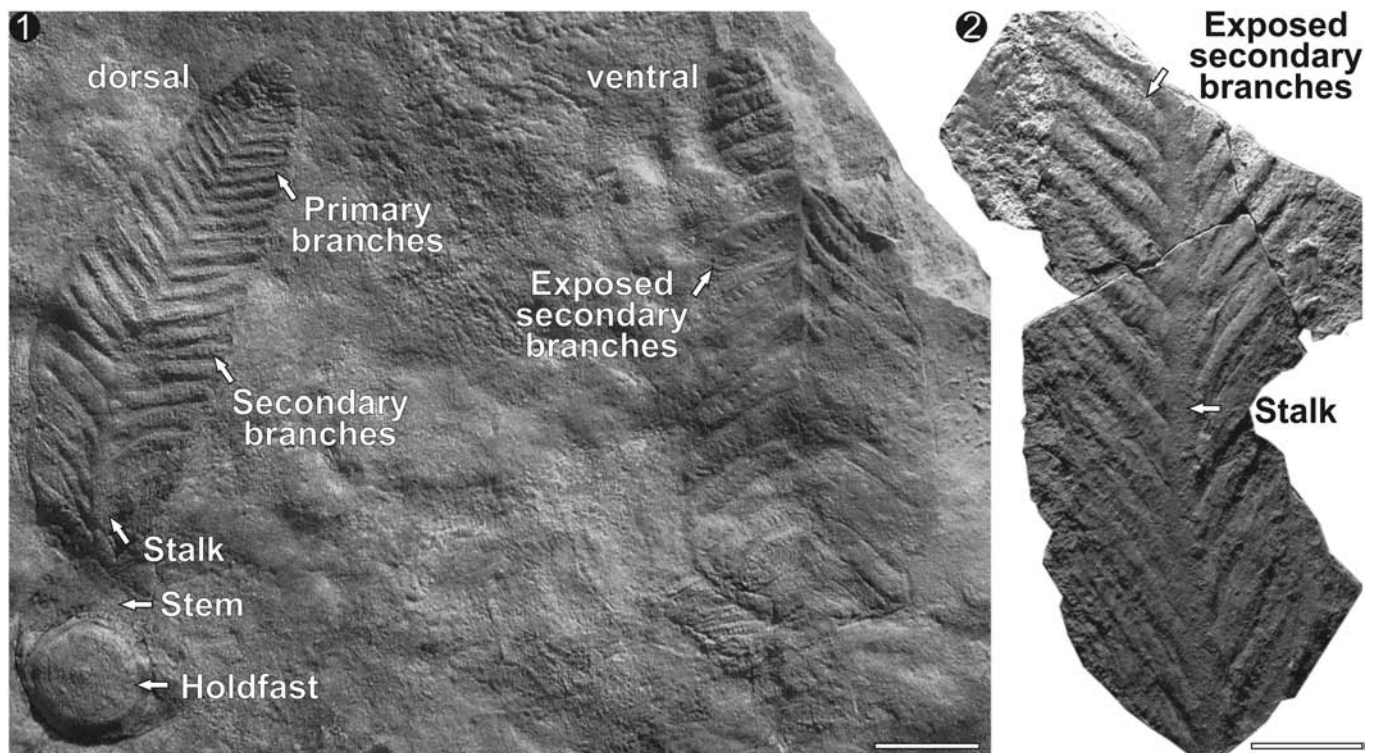 1
dorsal
ventral
Primary
branches
Exposed
secondary
branches
Secondary
branches
Stalk
Stem
Holdfast
2
Exposed
secondary
branches
Stalk